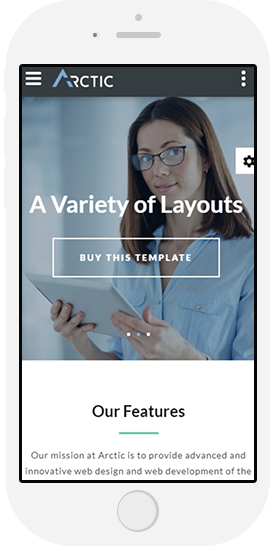 ARCTIC
A Variety of Layouts
BUY THIS TEMPLATE
Our Features
Our mission at Arctic is to provide advanced and
innovative web design and web development of the